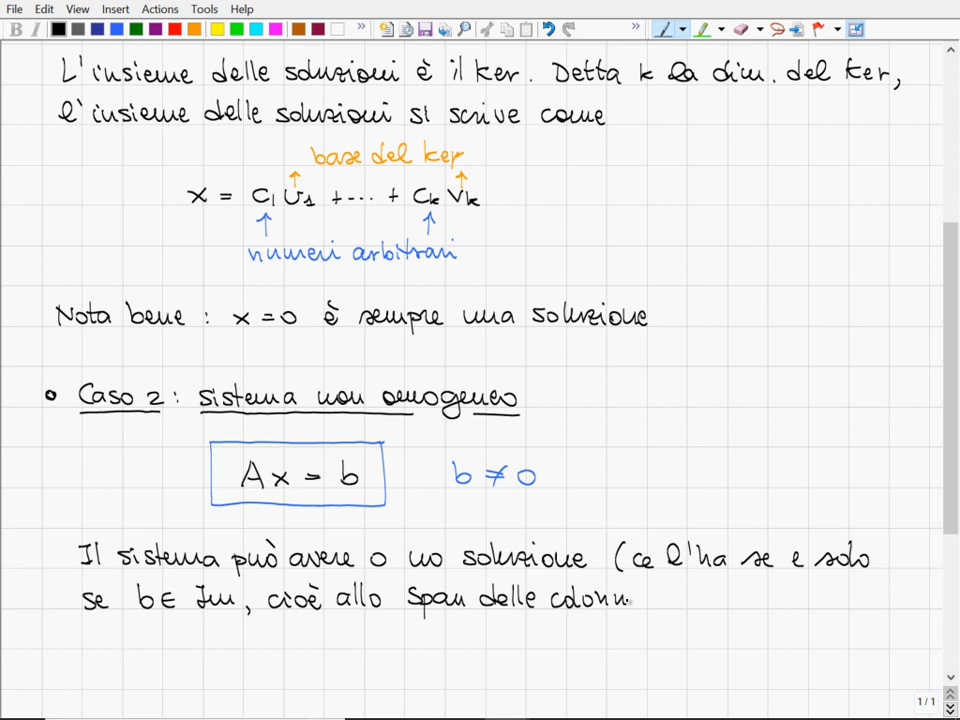 File Edit View Insert Actions Tools Help
L'insieme delle soluzioni è il ker. Detta k la dim. del ker,
l'insieme delle soluzioni si scrive come
base del ker
x = c1 v1 + ... + ck vk
numeri arbitrari
Nota bene : x = 0 è sempre una soluzione
• Caso 2 : sistema non omogeneo
Ax = b b ≠ 0
Il sistema può avere o no soluzione (ce l'ha se e solo
se b ∈ Im, cioè allo Span delle colonn
1 / 1